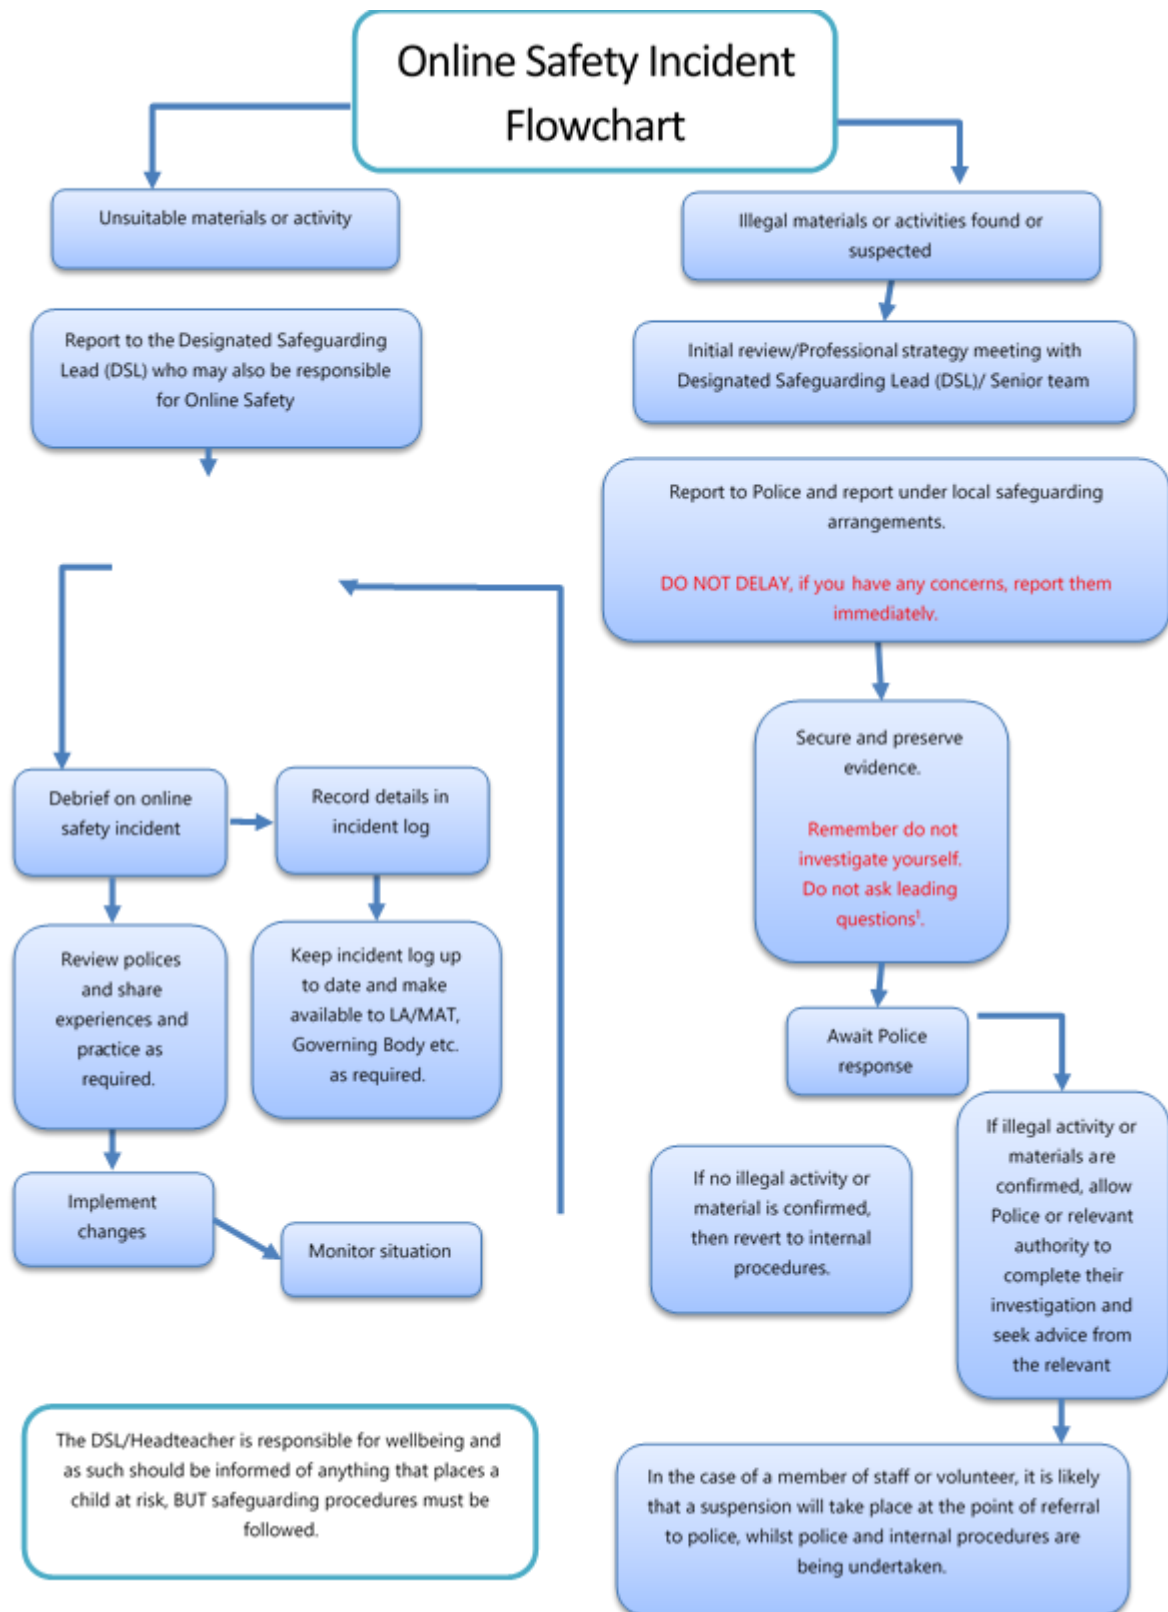 Online Safety Incident
Flowchart
Unsuitable materials or activity
Illegal materials or activities found or
suspected
Report to the Designated Safeguarding
Lead (DSL) who may also be responsible
for Online Safety
Initial review/Professional strategy meeting with
Designated Safeguarding Lead (DSL)/ Senior team
Report to Police and report under local safeguarding
arrangements.
DO NOT DELAY, if you have any concerns, report them
immediately.
Secure and preserve
evidence.
Remember do not
investigate yourself.
Do not ask leading
questions¹.
Debrief on online
safety incident
Record details in
incident log
Review polices
and share
experiences and
practice as
required.
Keep incident log up
to date and make
available to LA/MAT,
Governing Body etc.
as required.
Await Police
response
If illegal activity or
materials are
confirmed, allow
Police or relevant
authority to
complete their
investigation and
seek advice from
the relevant
If no illegal activity or
material is confirmed,
then revert to internal
procedures.
Implement
changes
Monitor situation
The DSL/Headteacher is responsible for wellbeing and
as such should be informed of anything that places a
child at risk, BUT safeguarding procedures must be
followed.
In the case of a member of staff or volunteer, it is likely
that a suspension will take place at the point of referral
to police, whilst police and internal procedures are
being undertaken.